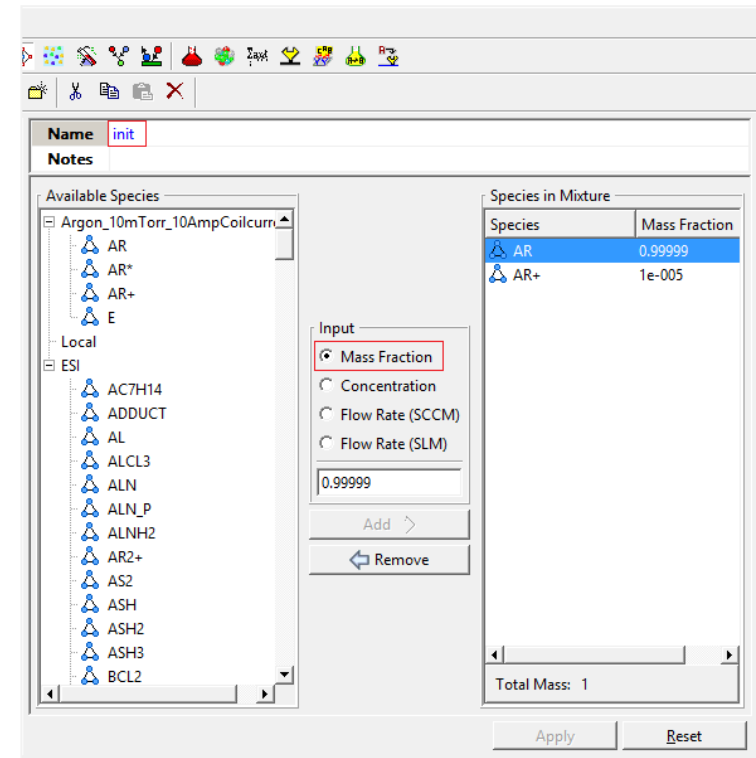 Name init
Notes
Available Species
Argon_10mTorr_10AmpCoilcurr
AR
AR*
AR+
E
Local
ESI
AC7H14
ADDUCT
AL
ALCL3
ALN
ALN_P
ALNH2
AR2+
AS2
ASH
ASH2
ASH3
BCL2
Input
Mass Fraction
Concentration
Flow Rate (SCCM)
Flow Rate (SLM)
0.99999
Add
Remove
Species in Mixture
Species Mass Fraction
AR 0.99999
AR+ 1e-005
Total Mass: 1
Apply Reset